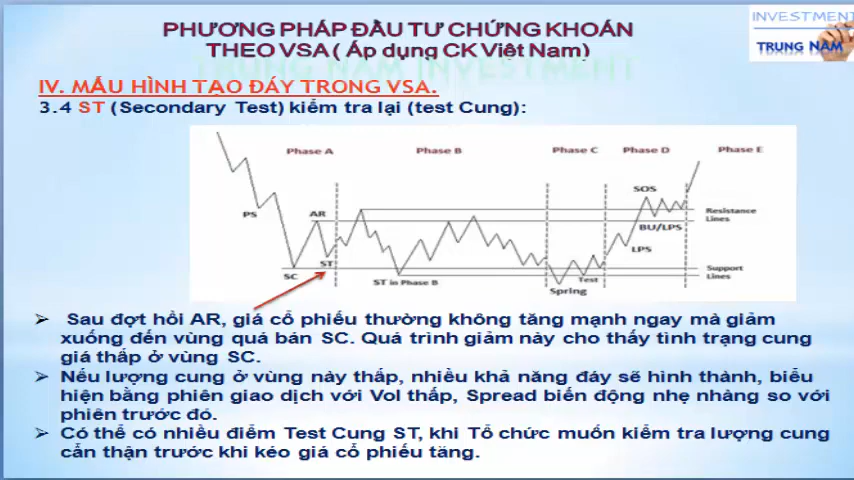 PHƯƠNG PHÁP ĐẦU TƯ CHỨNG KHOÁN
THEO VSA ( Áp dụng CK Việt Nam)
INVESTMENT
TRUNG NAM
TRUNG NAM INVESTMENT
IV. MẪU HÌNH TẠO ĐÁY TRONG VSA.
3.4 ST (Secondary Test) kiểm tra lại (test Cung):
Phase A Phase B Phase C Phase D Phase E
SOS
PS AR Resistance
Lines
BU/LPS
LPS
ST
SC ST in Phase B Test Support
Lines
Spring
Sau đợt hồi AR, giá cổ phiếu thường không tăng mạnh ngay mà giảm
xuống đến vùng quá bán SC. Quá trình giảm này cho thấy tình trạng cung
giá thấp ở vùng SC.
Nếu lượng cung ở vùng này thấp, nhiều khả năng đáy sẽ hình thành, biểu
hiện bằng phiên giao dịch với Vol thấp, Spread biến động nhẹ nhàng so với
phiên trước đó.
Có thể có nhiều điểm Test Cung ST, khi Tổ chức muốn kiểm tra lượng cung
cẩn thận trước khi kéo giá cổ phiếu tăng.